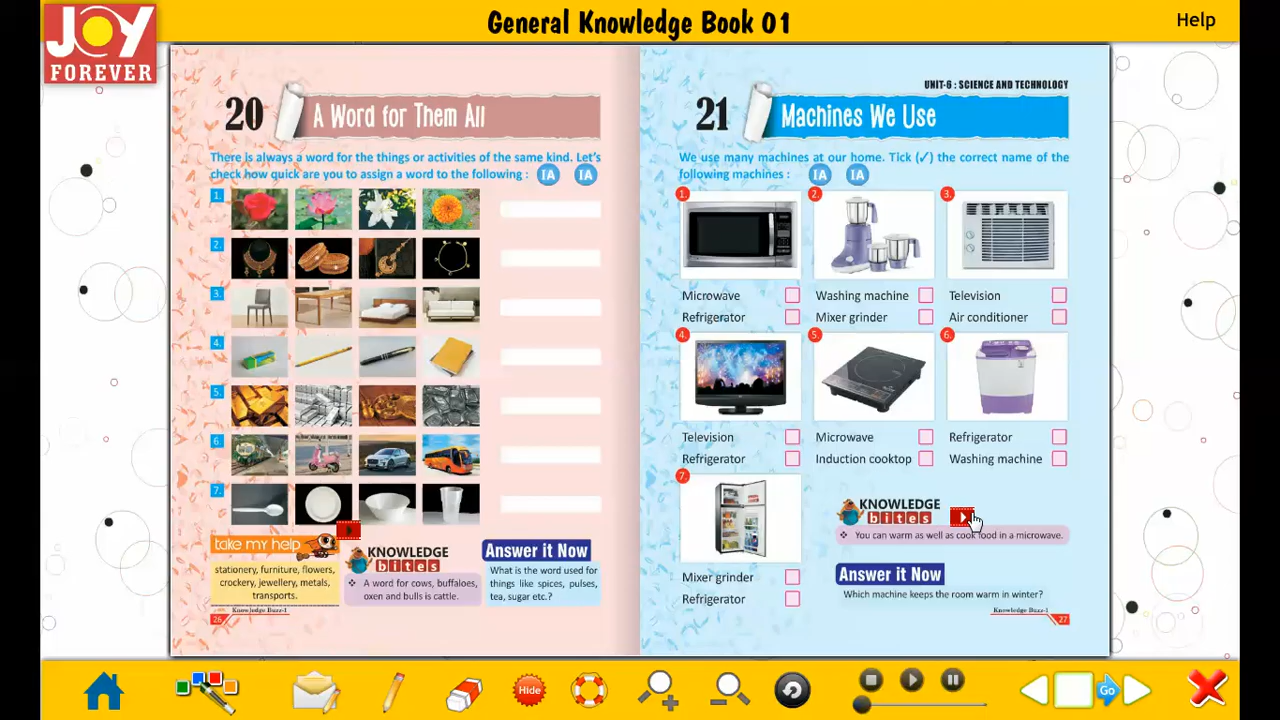 JOY
FOREVER
General Knowledge Book 01
Help
20
A Word for Them All
There is always a word for the things or activities of the same kind. Let's
check how quick are you to assign a word to the following :
IA
IA
1.
2.
3.
4.
5.
6.
7.
take my help
stationery, furniture, flowers,
crockery, jewellery, metals,
transports.
KNOWLEDGE
bites
❖ A word for cows, buffaloes,
oxen and bulls is cattle.
Answer it Now
What is the word used for
things like spices, pulses,
tea, sugar etc.?
26
Knowledge Buzz-1
UNIT-6 : SCIENCE AND TECHNOLOGY
21
Machines We Use
We use many machines at our home. Tick (✓) the correct name of the
following machines :
IA
IA
1.
2.
3.
Microwave
Refrigerator
Washing machine
Mixer grinder
Television
Air conditioner
4.
5.
6.
Television
Refrigerator
Microwave
Induction cooktop
Refrigerator
Washing machine
7.
Mixer grinder
Refrigerator
KNOWLEDGE
bites
❖ You can warm as well as cook food in a microwave.
Answer it Now
Which machine keeps the room warm in winter?
Knowledge Buzz-1
27
Hide
Go